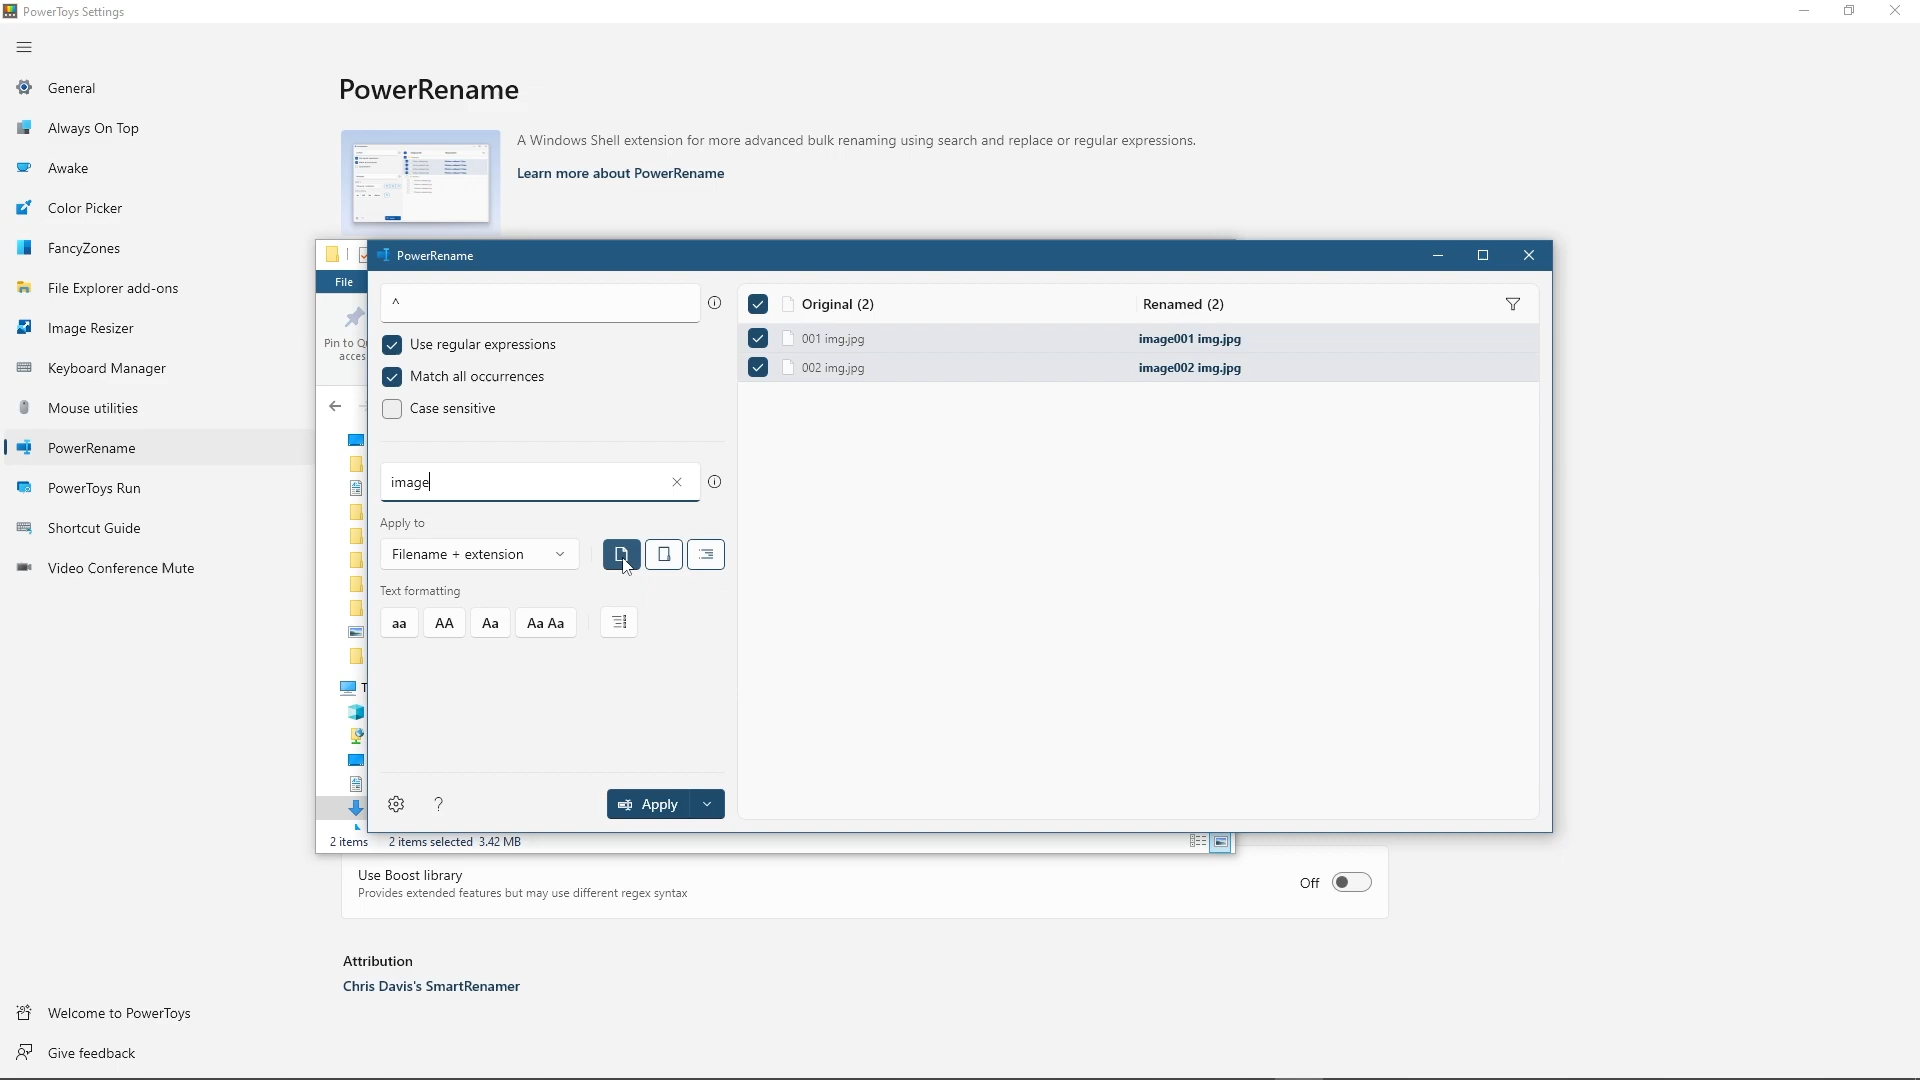 PowerToys Settings
General
Always On Top
Awake
Color Picker
FancyZones
File Explorer add-ons
Image Resizer
Keyboard Manager
Mouse utilities
PowerRename
PowerToys Run
Shortcut Guide
Video Conference Mute
Welcome to PowerToys
Give feedback
PowerRename
A Windows Shell extension for more advanced bulk renaming using search and replace or regular expressions.
Learn more about PowerRename
File
Pin to Q
acces
T
2 items 2 items selected 3.42 MB
PowerRename
^
Use regular expressions
Match all occurrences
Case sensitive
image
Apply to
Filename + extension
Text formatting
aa AA Aa Aa Aa
? Apply
Original (2) Renamed (2)
001 img.jpg image001 img.jpg
002 img.jpg image002 img.jpg
Use Boost library
Provides extended features but may use different regex syntax
Off
Attribution
Chris Davis's SmartRenamer